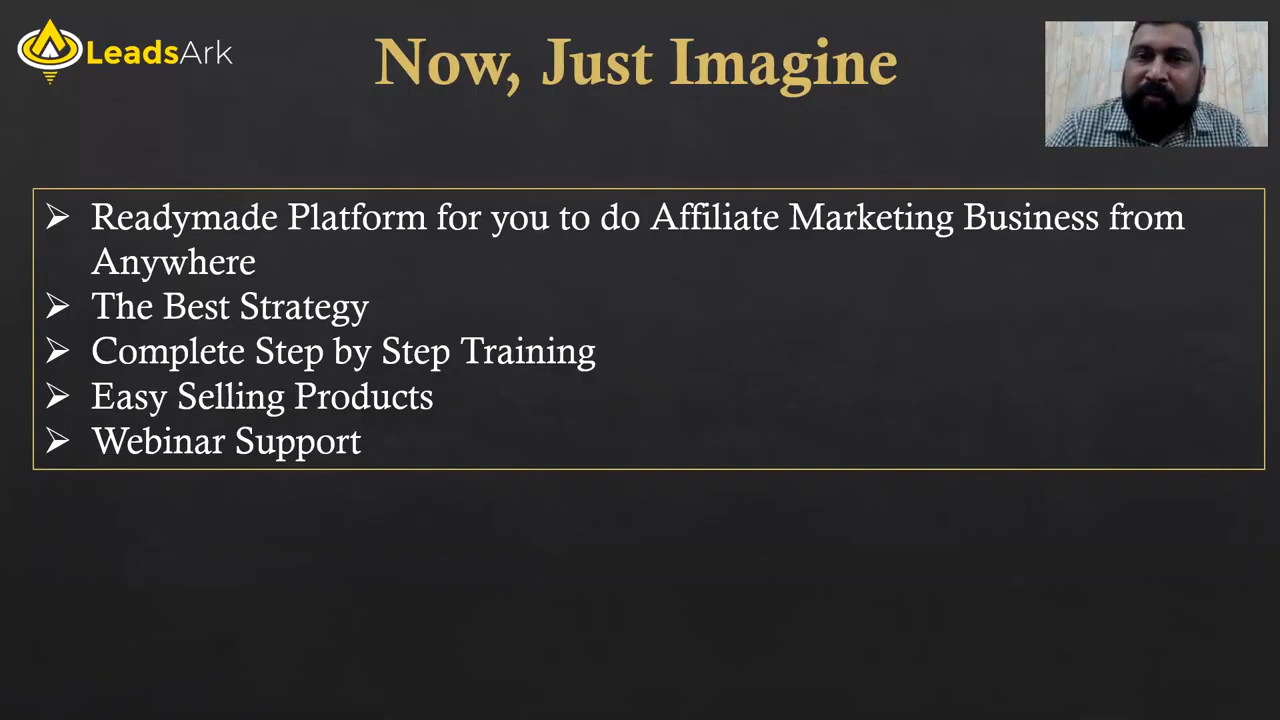 LeadsArk
Now, Just Imagine
Readymade Platform for you to do Affiliate Marketing Business from
Anywhere
The Best Strategy
Complete Step by Step Training
Easy Selling Products
Webinar Support